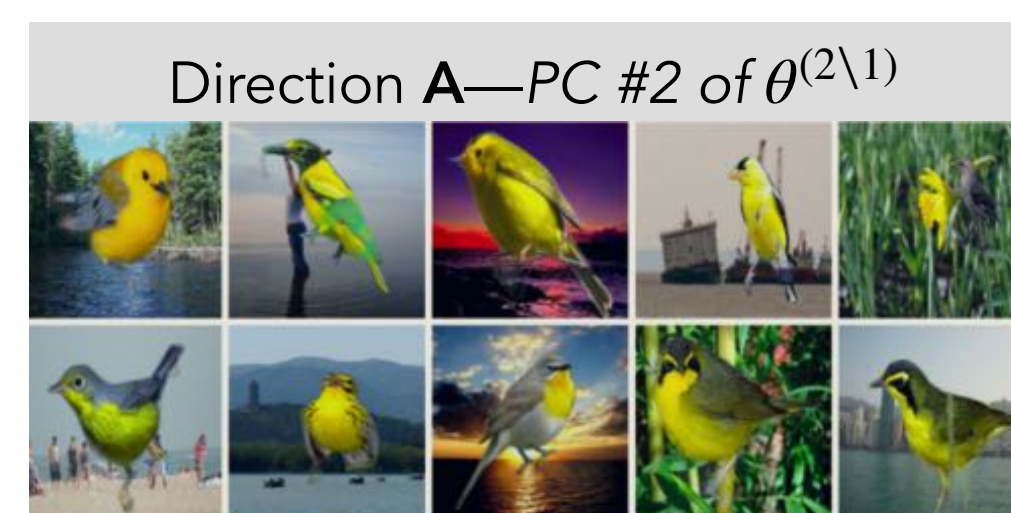 Direction A—PC #2 of θ^(2\1)